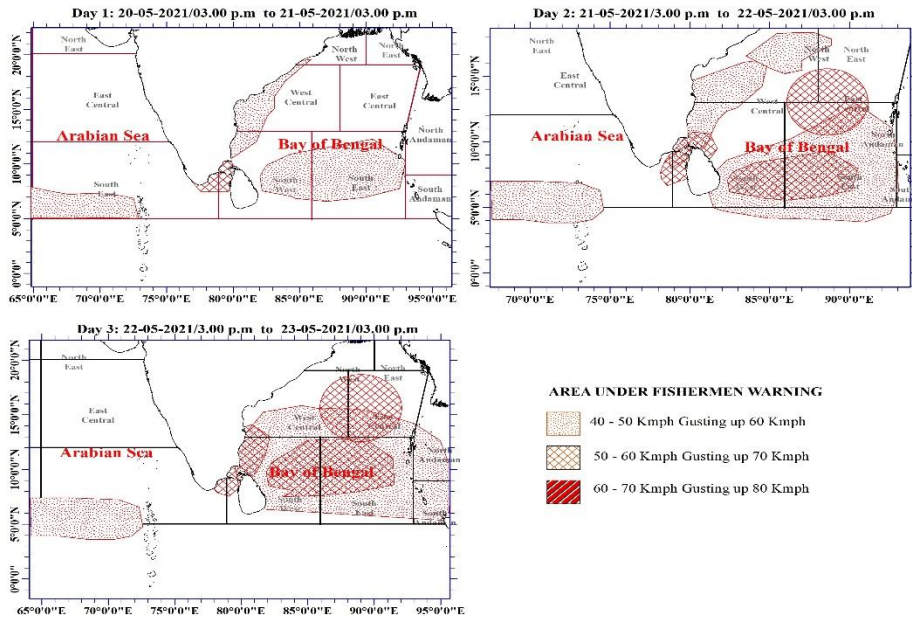 Day 1: 20-05-2021/03.00 p.m to 21-05-2021/03.00 p.m
North East
North West
North East
East Central
West Central
East Central
Arabian Sea
Bay of Bengal
North Andaman
South East
South West
South East
South Andaman
20°0'0"N
15°0'0"N
10°0'0"N
5°0'0"N
0°0'0"
65°0'0"E 70°0'0"E 75°0'0"E 80°0'0"E 85°0'0"E 90°0'0"E 95°0'0"E
Day 2: 21-05-2021/3.00 p.m to 22-05-2021/03.00 p.m
North East
North West
North East
East Central
West Central
East Central
Arabian Sea
Bay of Bengal
North Andaman
South East
South West
South East
South Andaman
15°0'0"N
10°0'0"N
5°0'0"N
0°0'0"
70°0'0"E 75°0'0"E 80°0'0"E 85°0'0"E 90°0'0"E
Day 3: 22-05-2021/3.00 p.m to 23-05-2021/03.00 p.m
North East
North West
North East
East Central
West Central
East Central
Arabian Sea
Bay of Bengal
North Andaman
South West
South East
South Andaman
20°0'0"N
15°0'0"N
10°0'0"N
5°0'0"N
0°0'0"
65°0'0"E 70°0'0"E 75°0'0"E 80°0'0"E 85°0'0"E 90°0'0"E 95°0'0"E
AREA UNDER FISHERMEN WARNING
40 - 50 Kmph Gusting up 60 Kmph
50 - 60 Kmph Gusting up 70 Kmph
60 - 70 Kmph Gusting up 80 Kmph